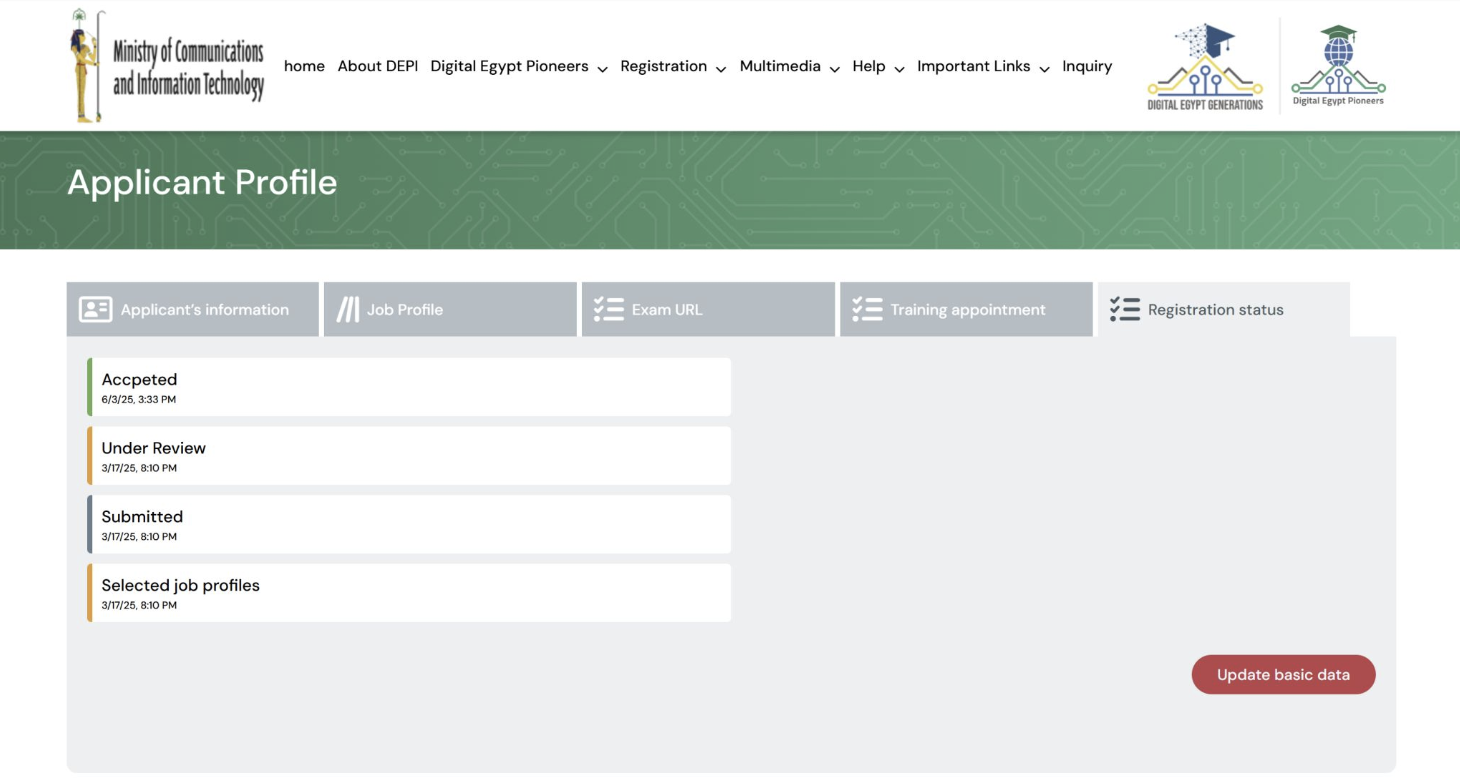 Ministry of Communications
and Information Technology
home About DEPI Digital Egypt Pioneers Registration Multimedia Help Important Links Inquiry
DIGITAL EGYPT GENERATIONS
Digital Egypt Pioneers
Applicant Profile
Applicant's information
Job Profile
Exam URL
Training appointment
Registration status
Accpeted
6/3/25, 3:33 PM
Under Review
3/17/25, 8:10 PM
Submitted
3/17/25, 8:10 PM
Selected job profiles
3/17/25, 8:10 PM
Update basic data